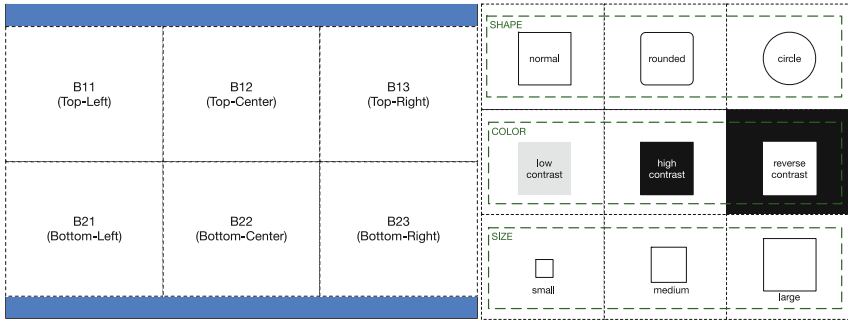 B11
(Top-Left)
B12
(Top-Center)
B13
(Top-Right)
B21
(Bottom-Left)
B22
(Bottom-Center)
B23
(Bottom-Right)
SHAPE
normal
rounded
circle
COLOR
low
contrast
high
contrast
reverse
contrast
SIZE
small
medium
large